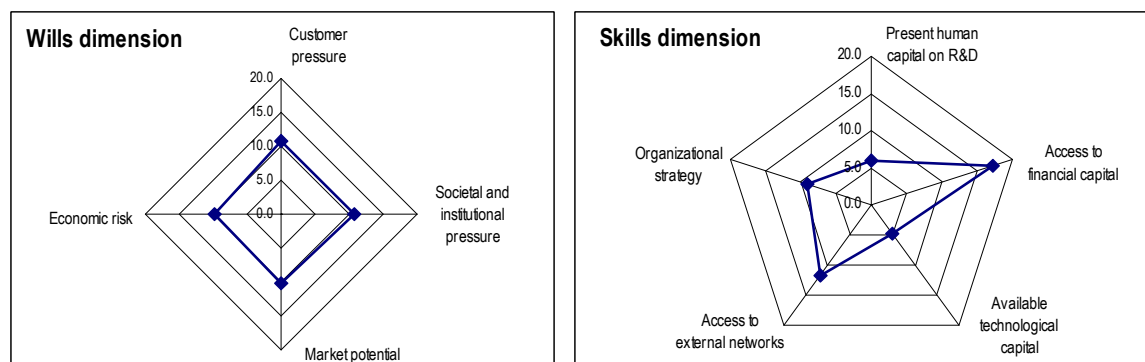 Wills dimension
Customer
pressure
20.0
15.0
10.0
5.0
0.0
Economic risk
Societal and
institutional
pressure
Market potential
Skills dimension
Present human
capital on R&D
20.0
15.0
10.0
5.0
0.0
Organizational
strategy
Access to
financial capital
Access to
external networks
Available
technological
capital